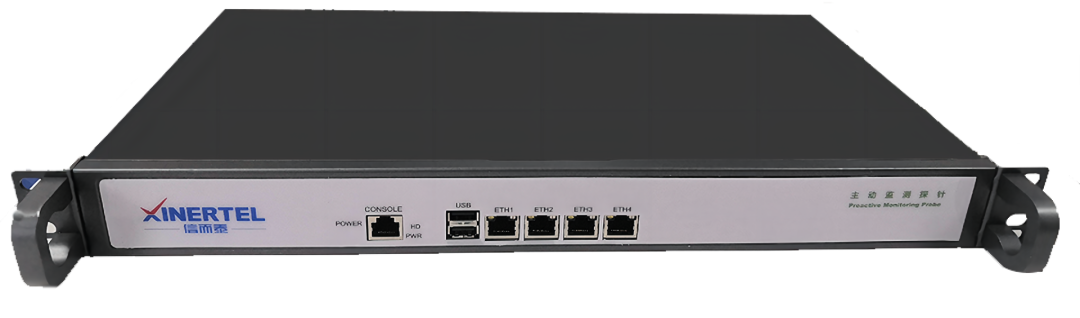 XINERTEL
信而泰
POWER
CONSOLE
HD
PWR
USB
ETH1
ETH2
ETH3
ETH4
主动监测探针
Proactive Monitoring Probe